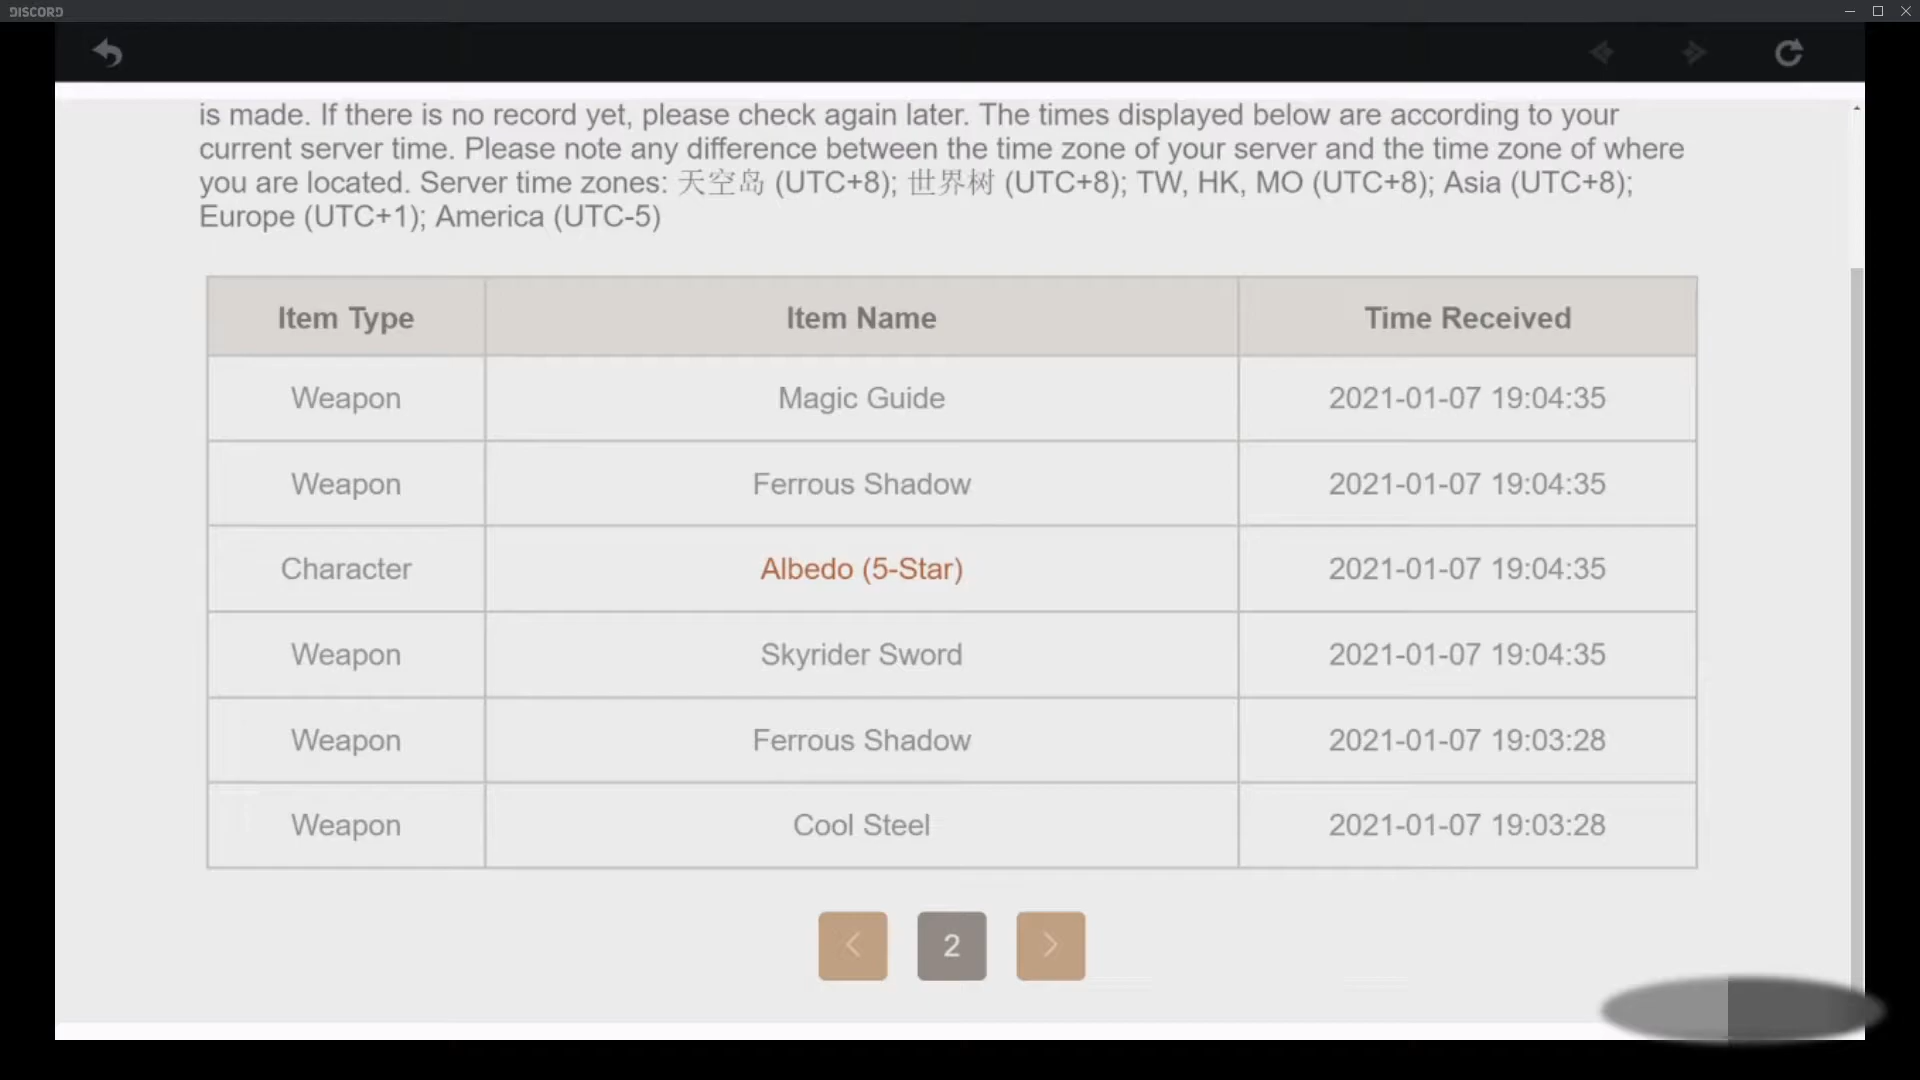 DISCORD
is made. If there is no record yet, please check again later. The times displayed below are according to your
current server time. Please note any difference between the time zone of your server and the time zone of where
you are located. Server time zones: 天空岛 (UTC+8); 世界树 (UTC+8); TW, HK, MO (UTC+8); Asia (UTC+8);
Europe (UTC+1); America (UTC-5)
Item Type Item Name Time Received
Weapon Magic Guide 2021-01-07 19:04:35
Weapon Ferrous Shadow 2021-01-07 19:04:35
Character Albedo (5-Star) 2021-01-07 19:04:35
Weapon Skyrider Sword 2021-01-07 19:04:35
Weapon Ferrous Shadow 2021-01-07 19:03:28
Weapon Cool Steel 2021-01-07 19:03:28
2